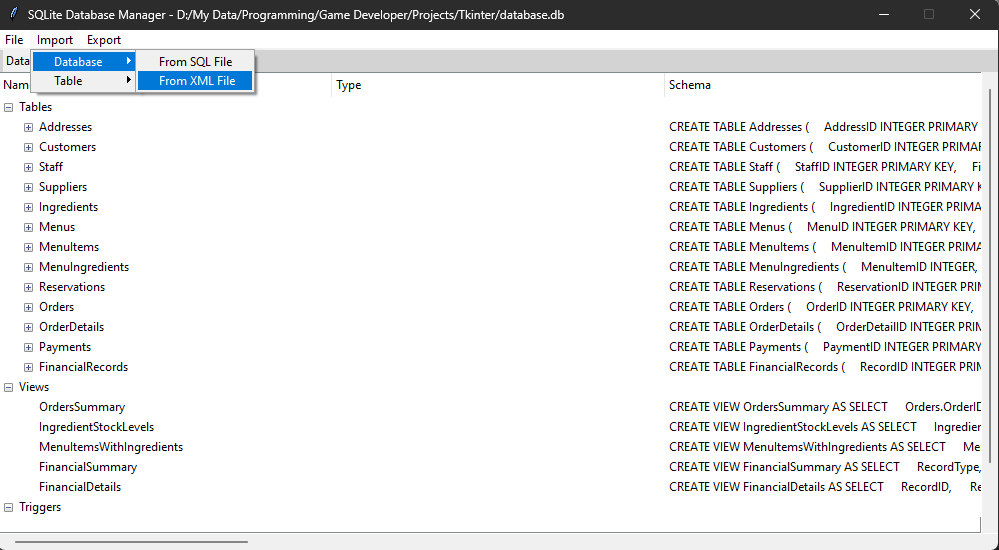 SQLite Database Manager - D:/My Data/Programming/Game Developer/Projects/Tkinter/database.db
File Import Export
Data
Database From SQL File
Table From XML File
Name Type Schema
Tables
Addresses CREATE TABLE Addresses ( AddressID INTEGER PRIMARY
Customers CREATE TABLE Customers ( CustomerID INTEGER PRIMAR
Staff CREATE TABLE Staff ( StaffID INTEGER PRIMARY KEY, Fi
Suppliers CREATE TABLE Suppliers ( SupplierID INTEGER PRIMARY K
Ingredients CREATE TABLE Ingredients ( IngredientID INTEGER PRIMA
Menus CREATE TABLE Menus ( MenuID INTEGER PRIMARY KEY,
MenuItems CREATE TABLE MenuItems ( MenuItemID INTEGER PRIMA
MenuIngredients CREATE TABLE MenuIngredients ( MenuItemID INTEGER,
Reservations CREATE TABLE Reservations ( ReservationID INTEGER PRIM
Orders CREATE TABLE Orders ( OrderID INTEGER PRIMARY KEY,
OrderDetails CREATE TABLE OrderDetails ( OrderDetailID INTEGER PRIM
Payments CREATE TABLE Payments ( PaymentID INTEGER PRIMARY
FinancialRecords CREATE TABLE FinancialRecords ( RecordID INTEGER PRIM
Views
OrdersSummary CREATE VIEW OrdersSummary AS SELECT Orders.OrderID
IngredientStockLevels CREATE VIEW IngredientStockLevels AS SELECT Ingredien
MenuItemsWithIngredients CREATE VIEW MenuItemsWithIngredients AS SELECT Me
FinancialSummary CREATE VIEW FinancialSummary AS SELECT RecordType,
FinancialDetails CREATE VIEW FinancialDetails AS SELECT RecordID, Re
Triggers